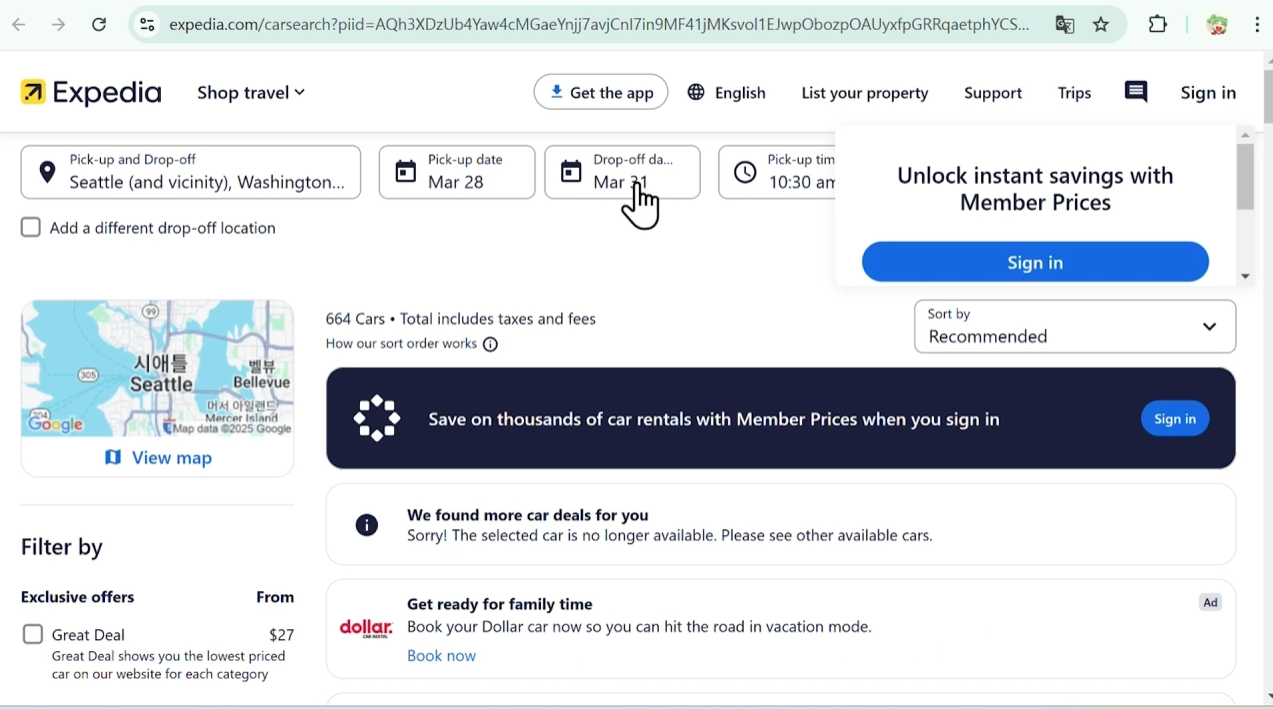 expedia.com/carsearch?piid=AQh3XDzUb4Yaw4cMGaeYnjj7avjCnI7in9MF41jMKsvol1EJwpObozpOAUyxfpGRRqaetphYCS...
Expedia
Shop travel
Get the app
English
List your property
Support
Trips
Sign in
Pick-up and Drop-off
Seattle (and vicinity), Washington...
Pick-up date
Mar 28
Drop-off da...
Mar 31
Pick-up tim
10:30 am
Add a different drop-off location
Unlock instant savings with
Member Prices
Sign in
99
305
304
시애틀
Seattle
벨뷰
Bellevue
머서 아일랜드
Mercer Island
Google
Map data ©2025 Google
View map
664 Cars • Total includes taxes and fees
How our sort order works
Sort by
Recommended
Save on thousands of car rentals with Member Prices when you sign in
Sign in
We found more car deals for you
Sorry! The selected car is no longer available. Please see other available cars.
Filter by
Exclusive offers
From
Great Deal
$27
Great Deal shows you the lowest priced
car on our website for each category
dollar.
CAR RENTAL
Get ready for family time
Ad
Book your Dollar car now so you can hit the road in vacation mode.
Book now